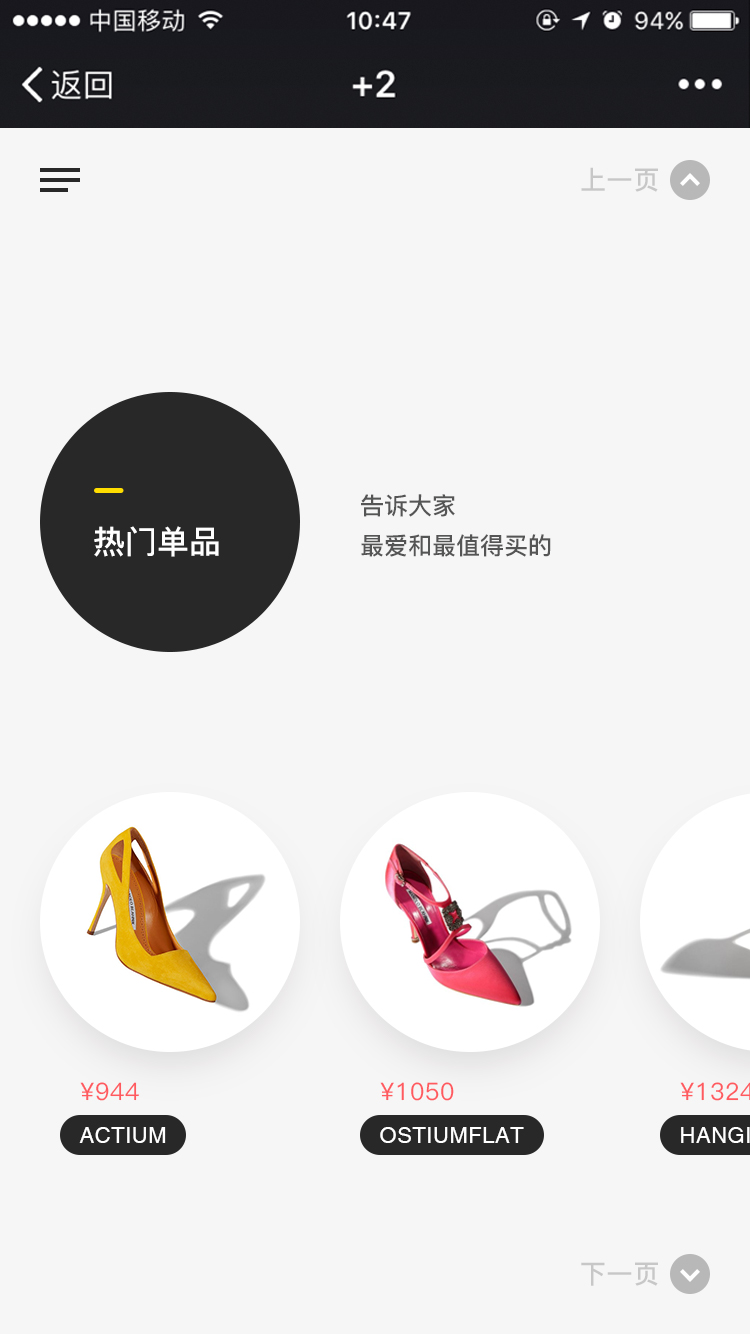 中国移动 10:47 94%
返回 +2
上一页
热门单品
告诉大家
最爱和最值得买的
¥944 ¥1050 ¥1324
ACTIUM OSTIUMFLAT HANGI
下一页